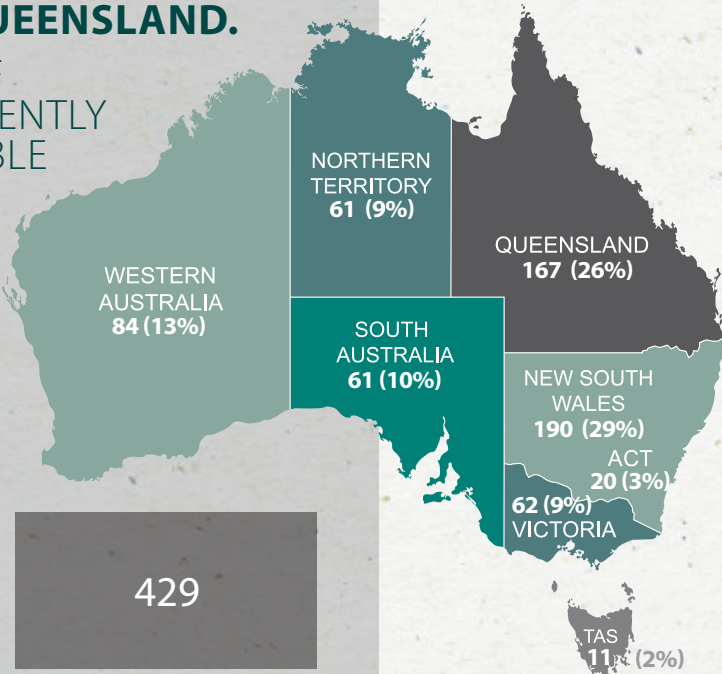 UEENSLAND.
ENTLY
BLE
NORTHERN
TERRITORY
61 (9%)
QUEENSLAND
167 (26%)
WESTERN
AUSTRALIA
84 (13%)
SOUTH
AUSTRALIA
61 (10%)
NEW SOUTH
WALES
190 (29%)
ACT
20 (3%)
62 (9%)
VICTORIA
429
TAS
11 (2%)